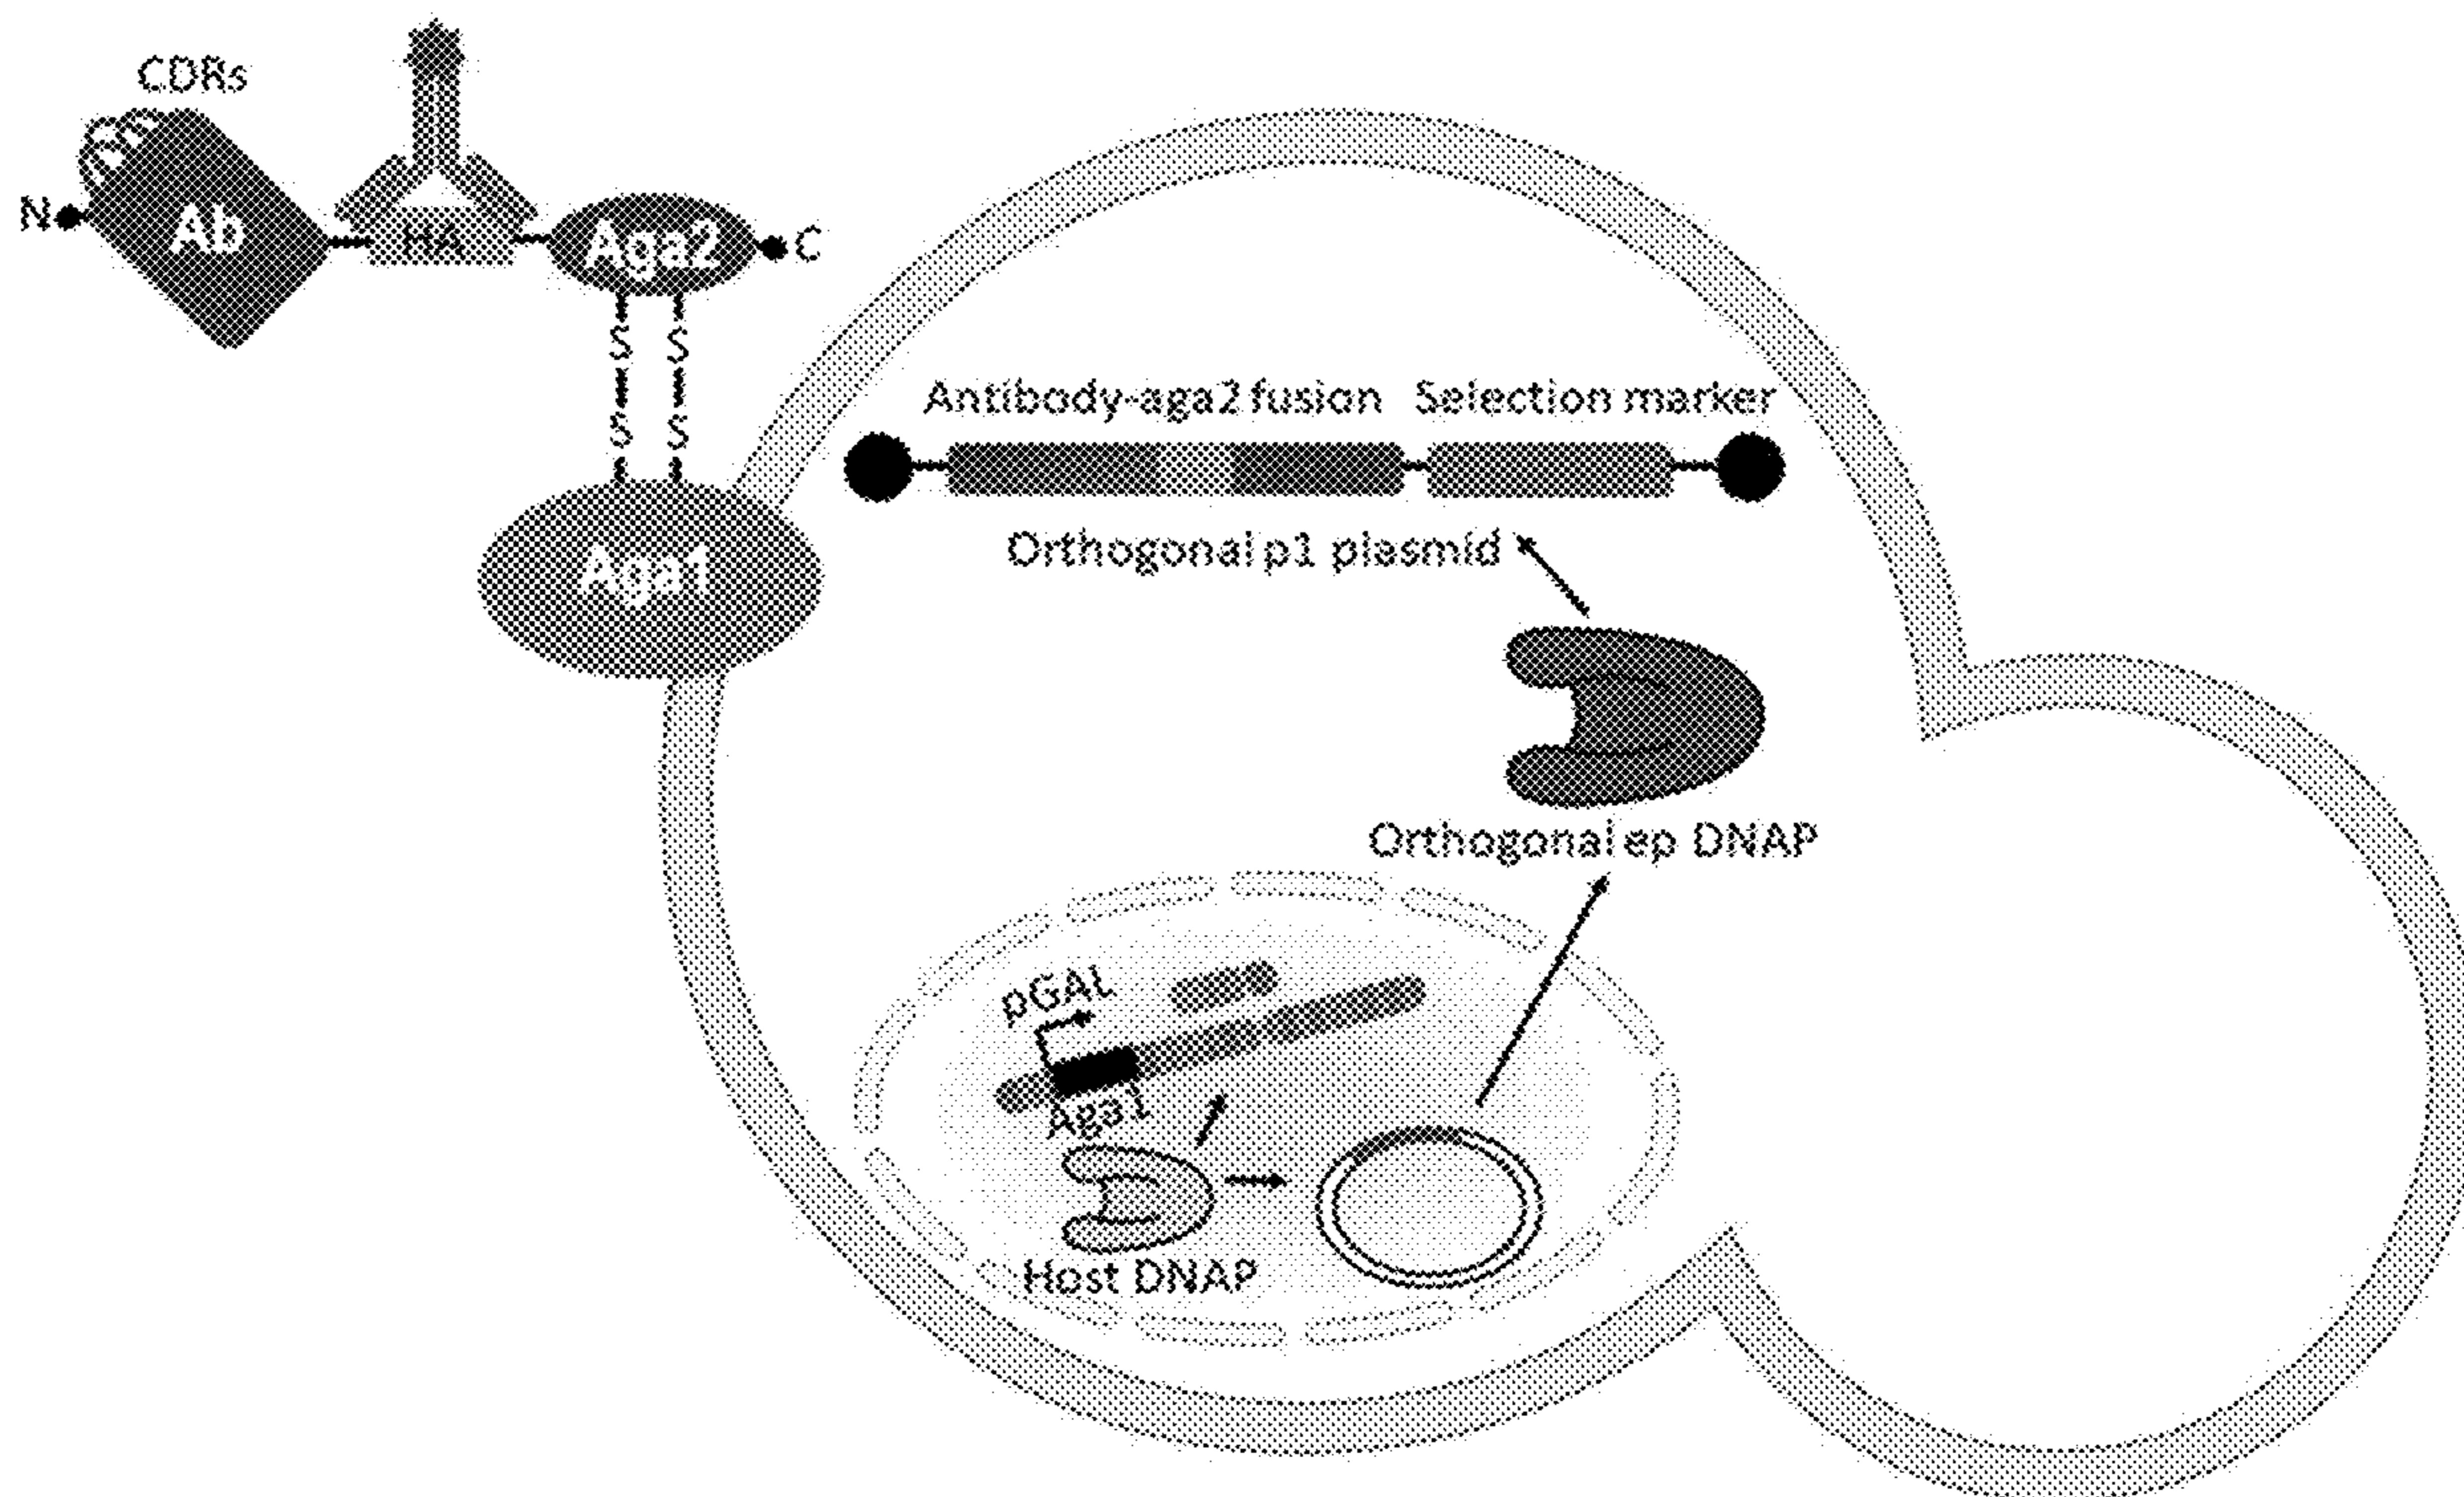 CDRs
N
Ab
HA
Aga2
C
S S
S S
Aga1
Antibody-aga2 fusion
Selection marker
Orthogonal p1 plasmid
Orthogonal ep DNAP
pGAL
Aga1
Host DNAP